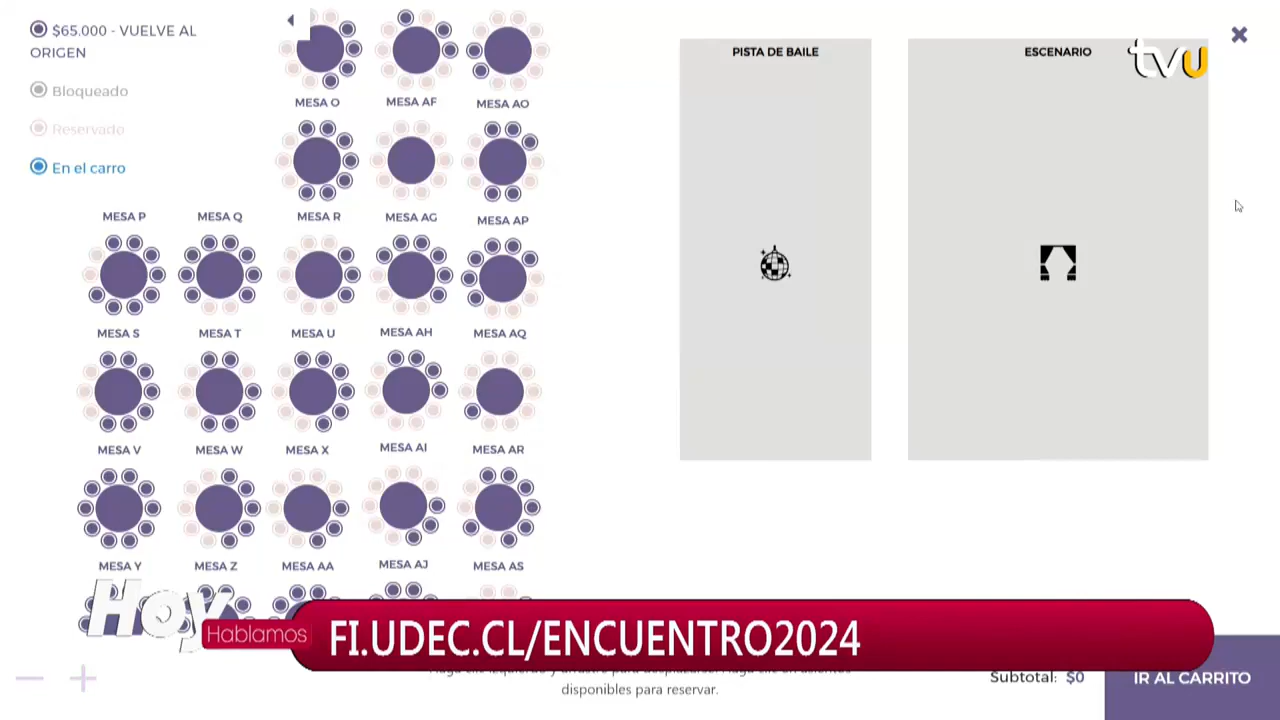 $65.000 - VUELVE AL
ORIGEN
Bloqueado
Reservado
En el carro
MESA O
MESA AF
MESA AO
MESA P
MESA Q
MESA R
MESA AG
MESA AP
MESA S
MESA T
MESA U
MESA AH
MESA AQ
MESA V
MESA W
MESA X
MESA AI
MESA AR
MESA Y
MESA Z
MESA AA
MESA AJ
MESA AS
PISTA DE BAILE
ESCENARIO
tvu
Hoy
Hablamos
FI.UDEC.CL/ENCUENTRO2024
disponibles para reservar.
Subtotal: $0
IR AL CARRITO